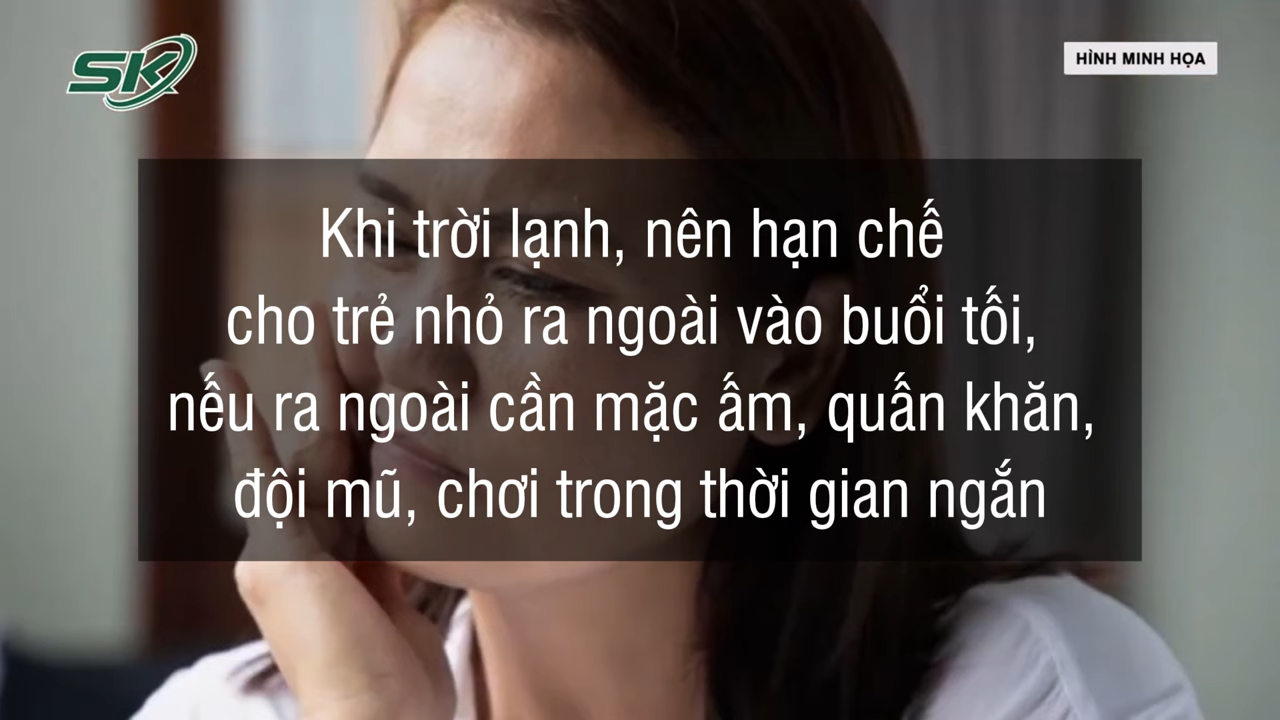 SK
HÌNH MINH HỌA
Khi trời lạnh, nên hạn chế
cho trẻ nhỏ ra ngoài vào buổi tối,
nếu ra ngoài cần mặc ấm, quấn khăn,
đội mũ, chơi trong thời gian ngắn